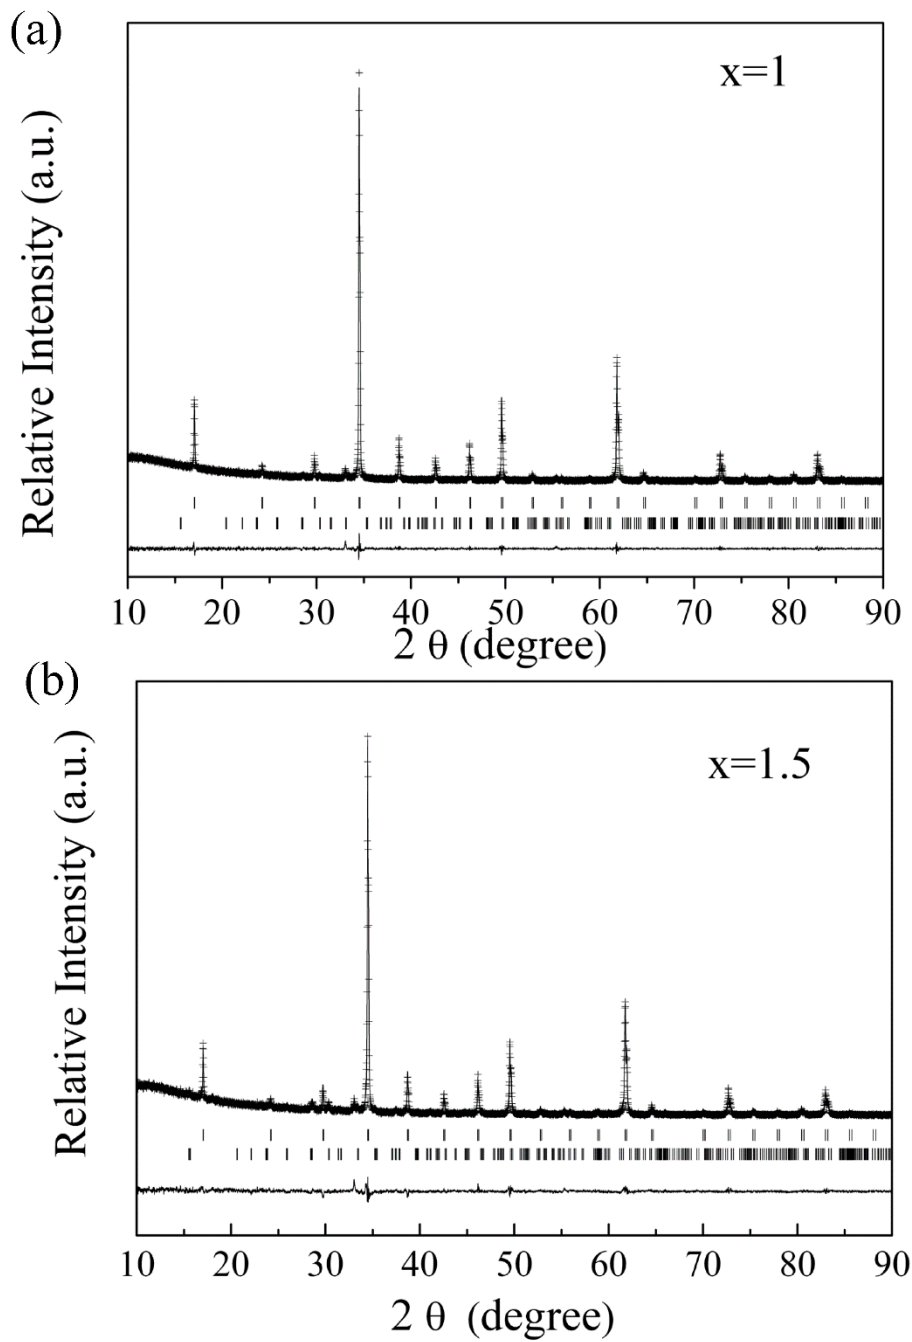 (a)
x=1
Relative Intensity (a.u.)
10 20 30 40 50 60 70 80 90
2 θ (degree)
(b)
x=1.5
Relative Intensity (a.u.)
10 20 30 40 50 60 70 80 90
2 θ (degree)